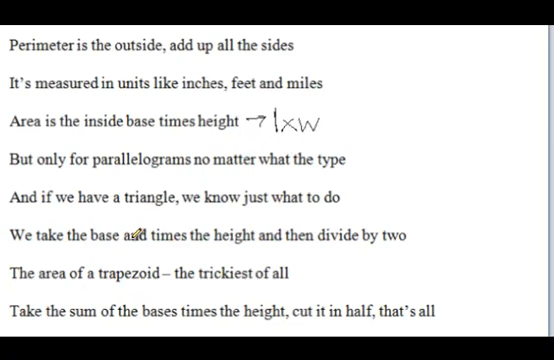 Perimeter is the outside, add up all the sides
It's measured in units like inches, feet and miles
Area is the inside base times height → l x w
But only for parallelograms no matter what the type
And if we have a triangle, we know just what to do
We take the base and times the height and then divide by two
The area of a trapezoid – the trickiest of all
Take the sum of the bases times the height, cut it in half, that's all